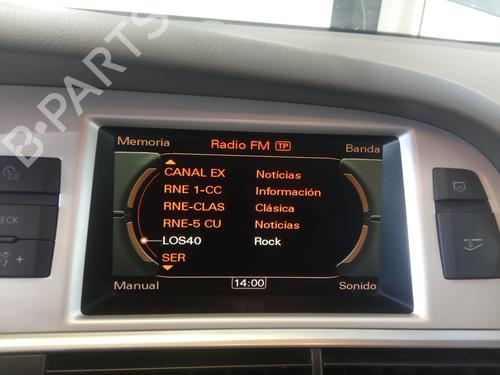 B-PARTS
Memoria Radio FM TP Banda
CANAL EX Noticias
RNE 1-CC Información
RNE-CLAS Clásica
RNE-5 CU Noticias
LOS40 Rock
SER
Manual 14:00 Sonido